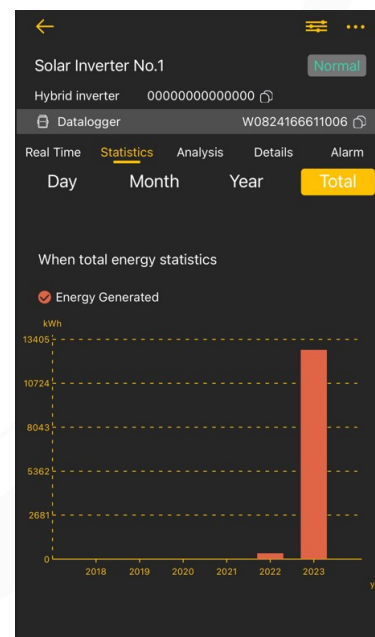 Solar Inverter No.1 Normal
Hybrid inverter 00000000000000
Datalogger W0824166611006
Real Time Statistics Analysis Details Alarm
Day Month Year Total
When total energy statistics
Energy Generated
kWh
13405
10724
8043
5362
2681
0
2018 2019 2020 2021 2022 2023
y